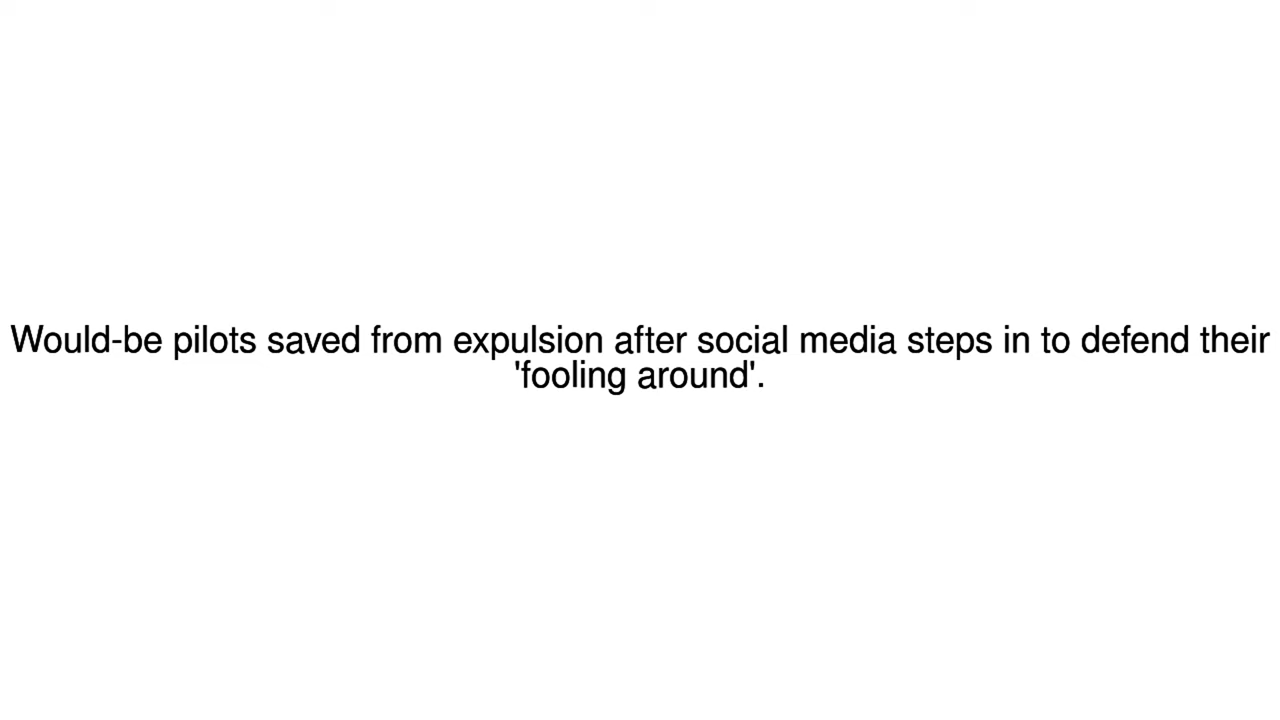 Would-be pilots saved from expulsion after social media steps in to defend their
'fooling around'.